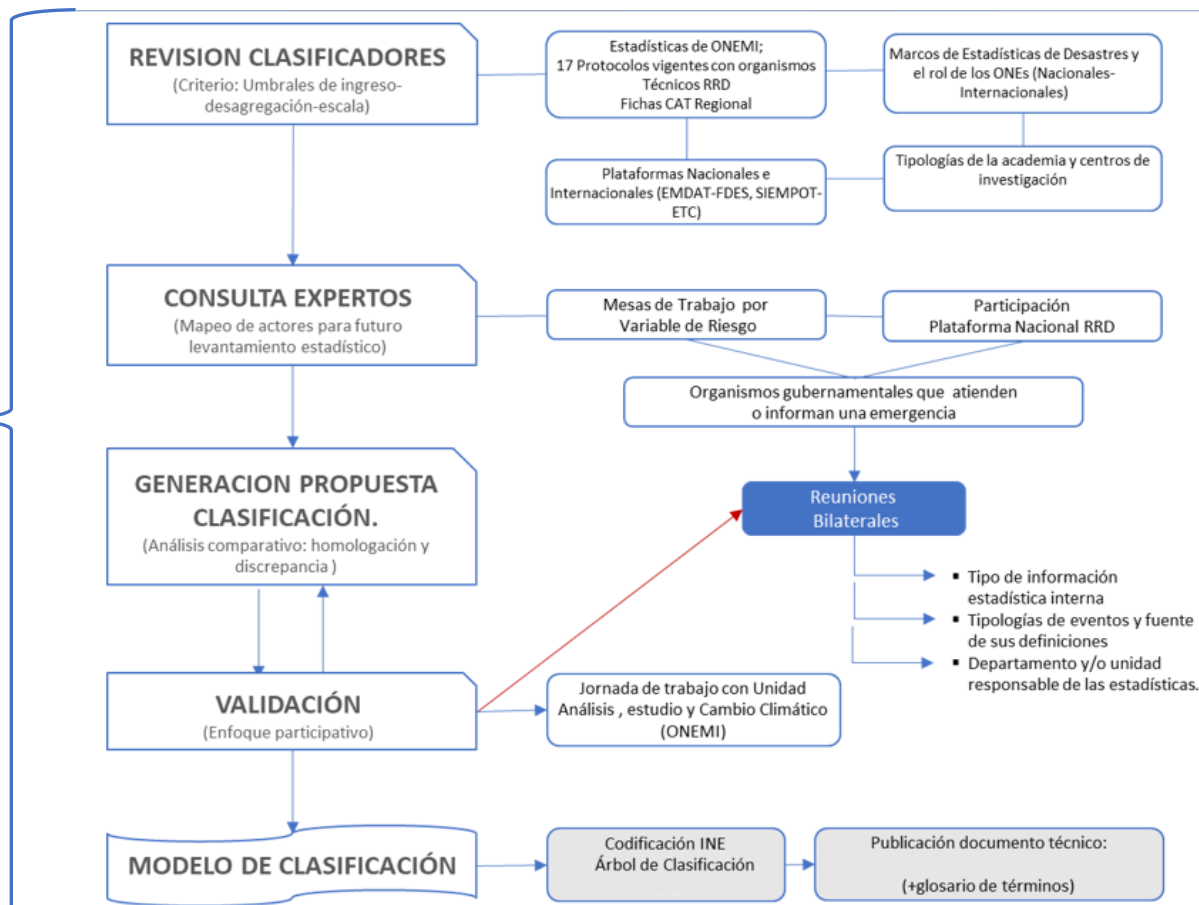 REVISION CLASIFICADORES
(Criterio: Umbrales de ingreso-
desagregación-escala)
Estadísticas de ONEMI;
17 Protocolos vigentes con organismos
Técnicos RRD
Fichas CAT Regional
Marcos de Estadísticas de Desastres y
el rol de los ONEs (Nacionales-
Internacionales)
Plataformas Nacionales e
Internacionales (EMDAT-FDES, SIEMPOT-
ETC)
Tipologías de la academia y centros de
investigación
CONSULTA EXPERTOS
(Mapeo de actores para futuro
levantamiento estadístico)
Mesas de Trabajo por
Variable de Riesgo
Participación
Plataforma Nacional RRD
Organismos gubernamentales que atienden
o informan una emergencia
GENERACION PROPUESTA
CLASIFICACIÓN.
(Análisis comparativo: homologación y
discrepancia )
Reuniones
Bilaterales
▪ Tipo de información
estadística interna
▪ Tipologías de eventos y fuente
de sus definiciones
▪ Departamento y/o unidad
responsable de las estadísticas.
VALIDACIÓN
(Enfoque participativo)
Jornada de trabajo con Unidad
Análisis , estudio y Cambio Climático
(ONEMI)
MODELO DE CLASIFICACIÓN
Codificación INE
Árbol de Clasificación
Publicación documento técnico:
(+glosario de términos)